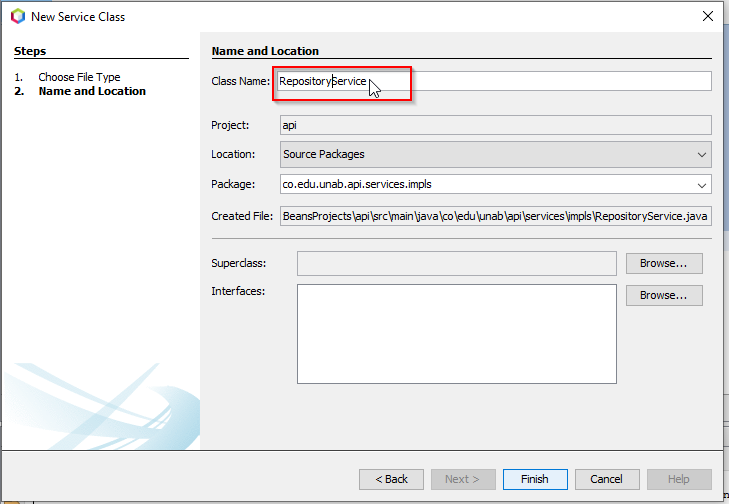 New Service Class
Steps
1. Choose File Type
2. Name and Location
Name and Location
Class Name: RepositoryService
Project: api
Location: Source Packages
Package: co.edu.unab.api.services.impls
Created File: BeansProjects\api\src\main\java\co\edu\unab\api\services\impls\RepositoryService.java
Superclass: Browse...
Interfaces: Browse...
< Back Next > Finish Cancel Help